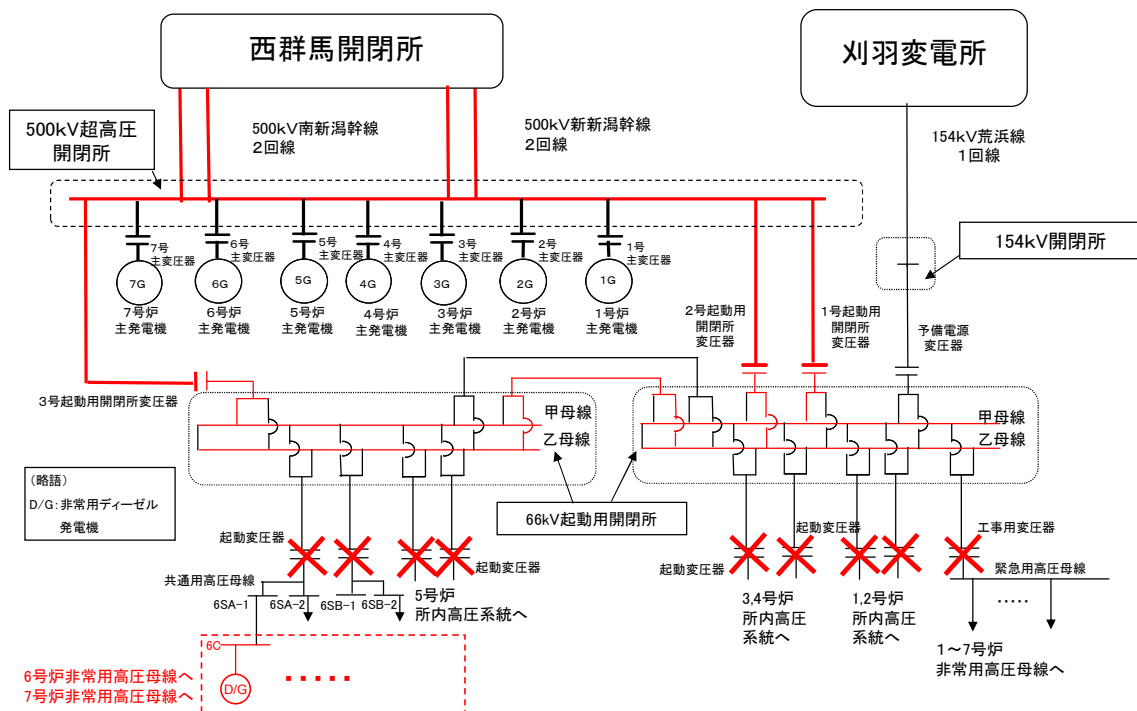 西群馬開閉所
刈羽変電所
500kV超高圧
開閉所
500kV南新潟幹線
2回線
500kV新新潟幹線
2回線
154kV荒浜線
1回線
154kV開閉所
7号
主変圧器
6号
主変圧器
5号
主変圧器
4号
主変圧器
3号
主変圧器
2号
主変圧器
1号
主変圧器
7G
6G
5G
4G
3G
2G
1G
7号炉
主発電機
6号炉
主発電機
5号炉
主発電機
4号炉
主発電機
3号炉
主発電機
2号炉
主発電機
1号炉
主発電機
2号起動用
開閉所
変圧器
1号起動用
開閉所
変圧器
予備電源
変圧器
3号起動用開閉所変圧器
甲母線
乙母線
甲母線
乙母線
(略語)
D/G:非常用ディーゼル
発電機
66kV起動用開閉所
起動変圧器
起動変圧器
起動変圧器
起動変圧器
工事用変圧器
共通用高圧母線
6SA-1
6SA-2
6SB-1
6SB-2
5号炉
所内高圧系統へ
3,4号炉
所内高圧
系統へ
1,2号炉
所内高圧
系統へ
緊急用高圧母線
・・・・・
1～7号炉
非常用高圧母線へ
6C
D/G
・・・・・
6号炉非常用高圧母線へ
7号炉非常用高圧母線へ